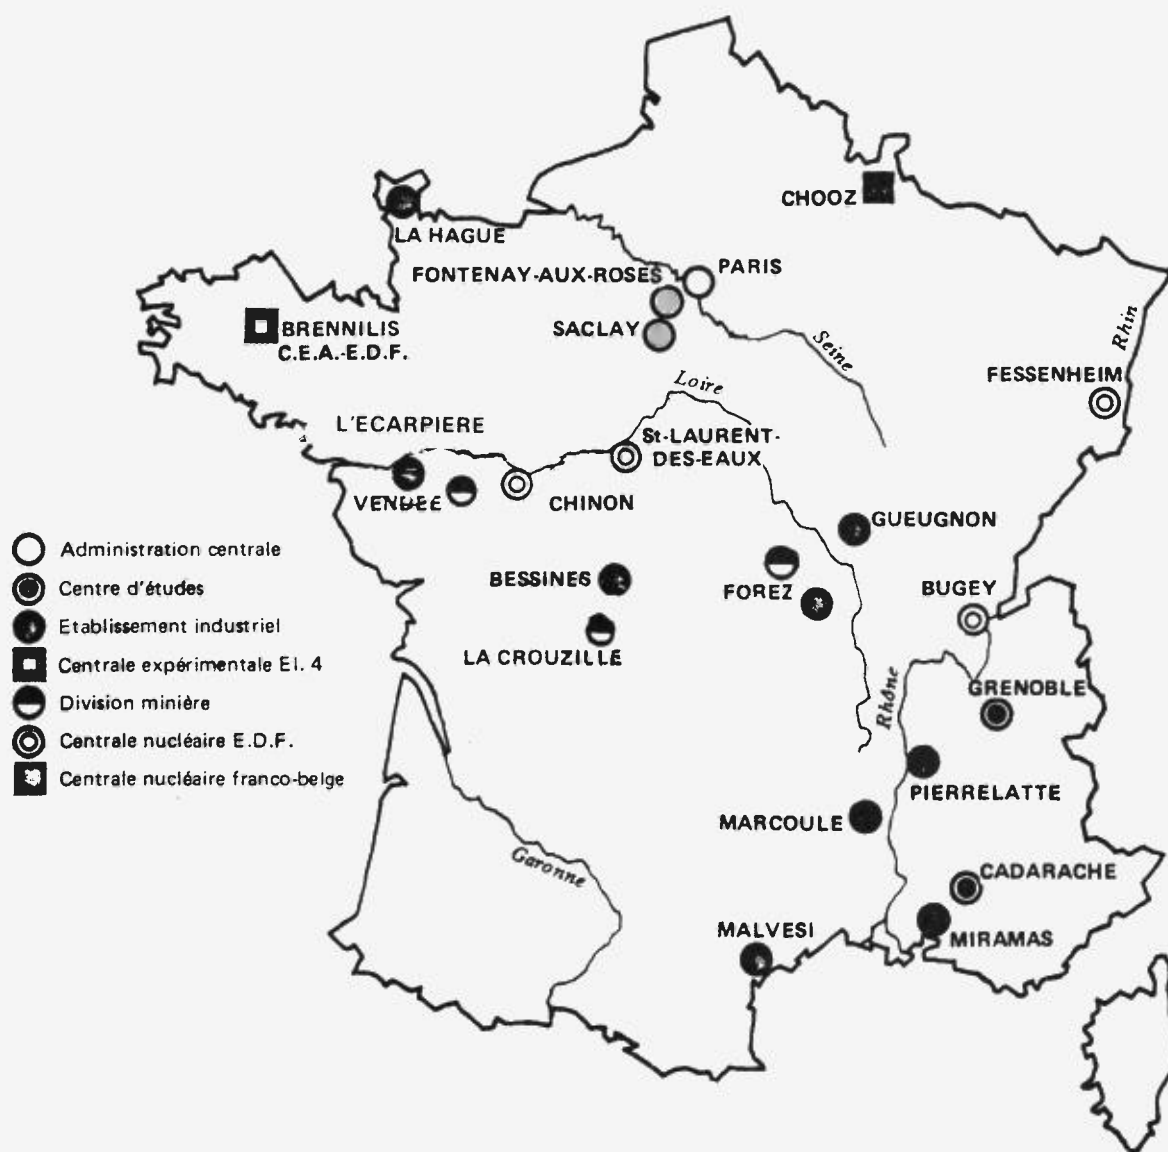 CHOOZ
LA HAGUE
FONTENAY-AUX-ROSES
PARIS
BRENNILIS
C.E.A.-E.D.F.
SACLAY
Seine
Rhin
FESSENHEIM
Loire
L'ECARPIERE
St-LAURENT-
DES-EAUX
VENDEE
CHINON
GUEUGNON
BESSINES
FOREZ
BUGEY
LA CROUZILLE
Administration centrale
Centre d'études
Etablissement industriel
Centrale expérimentale El. 4
Division minière
Centrale nucléaire E.D.F.
Centrale nucléaire franco-belge
Rhône
GRENOBLE
PIERRELATTE
MARCOULE
Garonne
CADARACHE
MALVESI
MIRAMAS